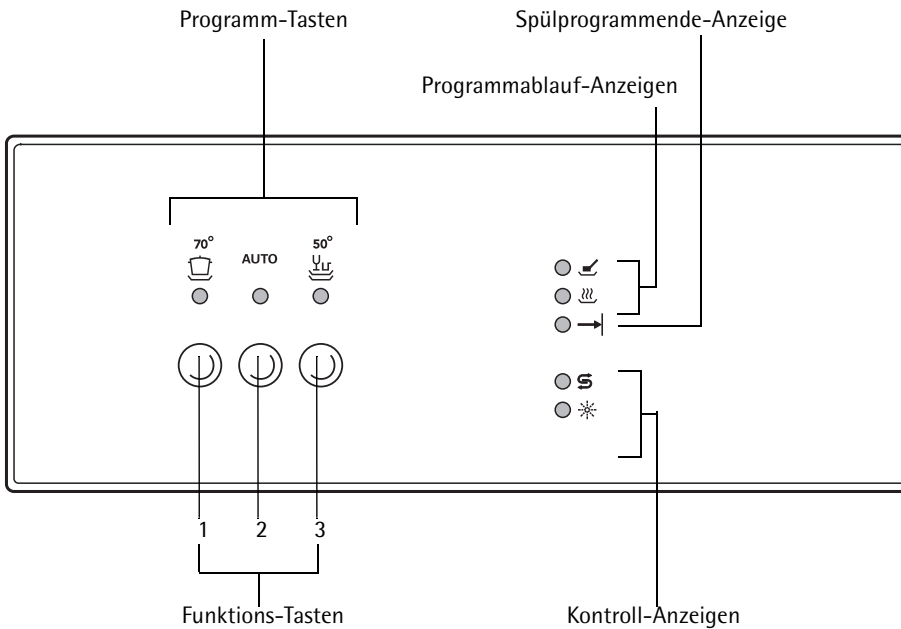 Programm-Tasten
Spülprogrammende-Anzeige
Programmablauf-Anzeigen
70°
AUTO
50°
1 2 3
Funktions-Tasten
Kontroll-Anzeigen